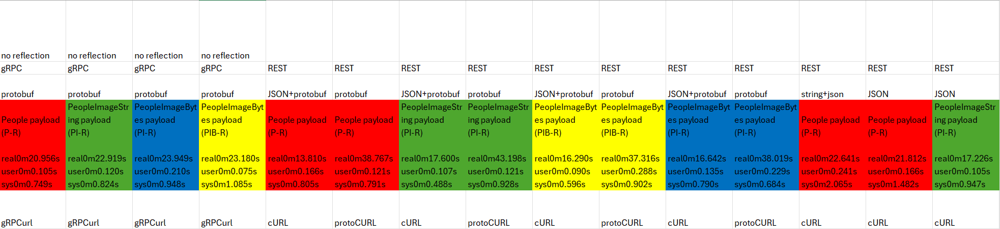 no reflection no reflection no reflection no reflection
gRPC gRPC gRPC gRPC REST REST REST REST REST REST REST REST REST REST REST
protobuf protobuf protobuf protobuf JSON+protobuf protobuf JSON+protobuf protobuf JSON+protobuf protobuf JSON+protobuf protobuf string+json JSON JSON
PeopleImageStr PeopleImageByt PeopleImageByt PeopleImageStr PeopleImageStr PeopleImageByt PeopleImageByt PeopleImageByt PeopleImageByt PeopleImageStr
People payload ing payload es payload es payload People payload People payload ing payload ing payload es payload es payload es payload es payload People payload People payload ing payload
(P-R) (PI-R) (PI-R) (PIB-R) (P-R) (P-R) (PI-R) (PI-R) (PIB-R) (PIB-R) (PI-R) (PI-R) (P-R) (P-R) (PI-R)
real0m20.956s real0m22.919s real0m23.949s real0m23.180s real0m13.810s real0m38.767s real0m17.600s real0m43.198s real0m16.290s real0m37.316s real0m16.642s real0m38.019s real0m22.641s real0m21.812s real0m17.226s
user0m0.105s user0m0.120s user0m0.210s user0m0.075s user0m0.166s user0m0.121s user0m0.107s user0m0.121s user0m0.090s user0m0.288s user0m0.135s user0m0.229s user0m0.241s user0m0.166s user0m0.105s
sys0m0.749s sys0m0.824s sys0m0.948s sys0m1.085s sys0m0.805s sys0m0.791s sys0m0.488s sys0m0.928s sys0m0.596s sys0m0.902s sys0m0.790s sys0m0.684s sys0m2.065s sys0m1.482s sys0m0.947s
gRPCurl gRPCurl gRPCurl gRPCurl cURL protoCURL cURL protoCURL cURL protoCURL cURL protoCURL cURL cURL cURL